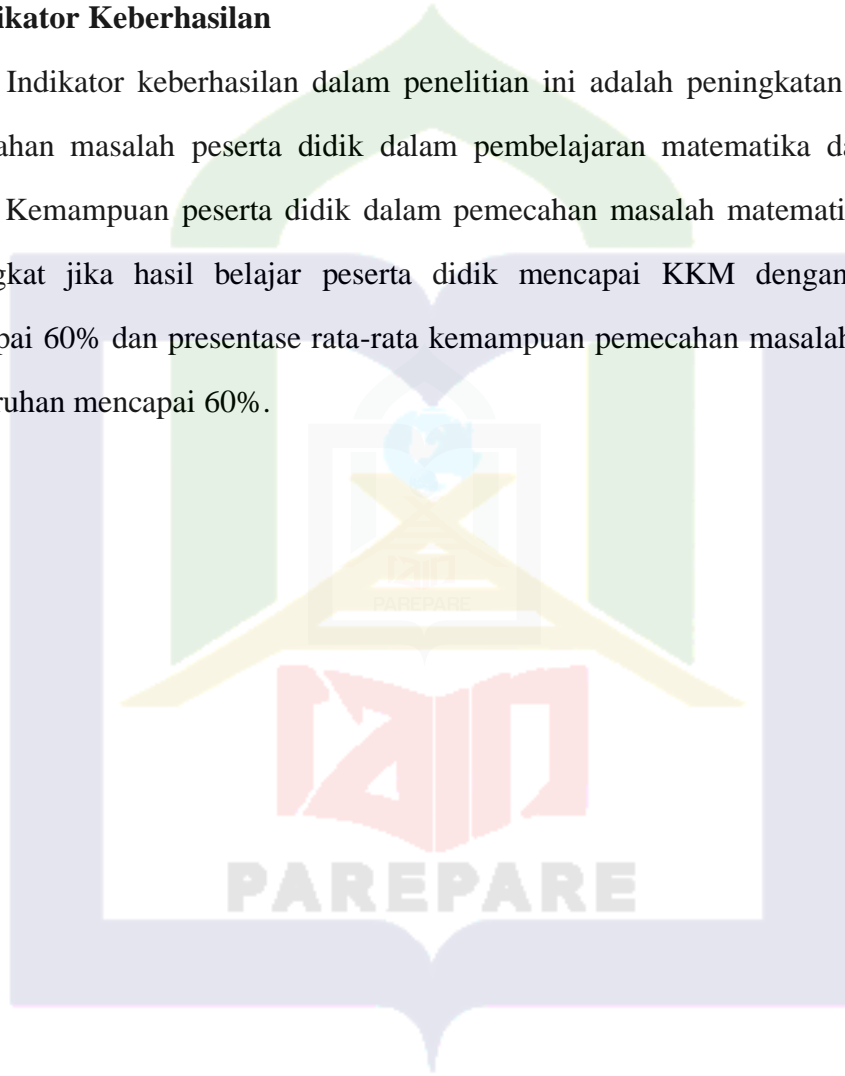 ikator Keberhasilan
Indikator keberhasilan dalam penelitian ini adalah peningkatan
ahan masalah peserta didik dalam pembelajaran matematika da
Kemampuan peserta didik dalam pemecahan masalah matemati
gkat jika hasil belajar peserta didik mencapai KKM dengan
pai 60% dan presentase rata-rata kemampuan pemecahan masalah
ruhan mencapai 60%.
IAIN
PAREPARE
IAIN
PAREPARE